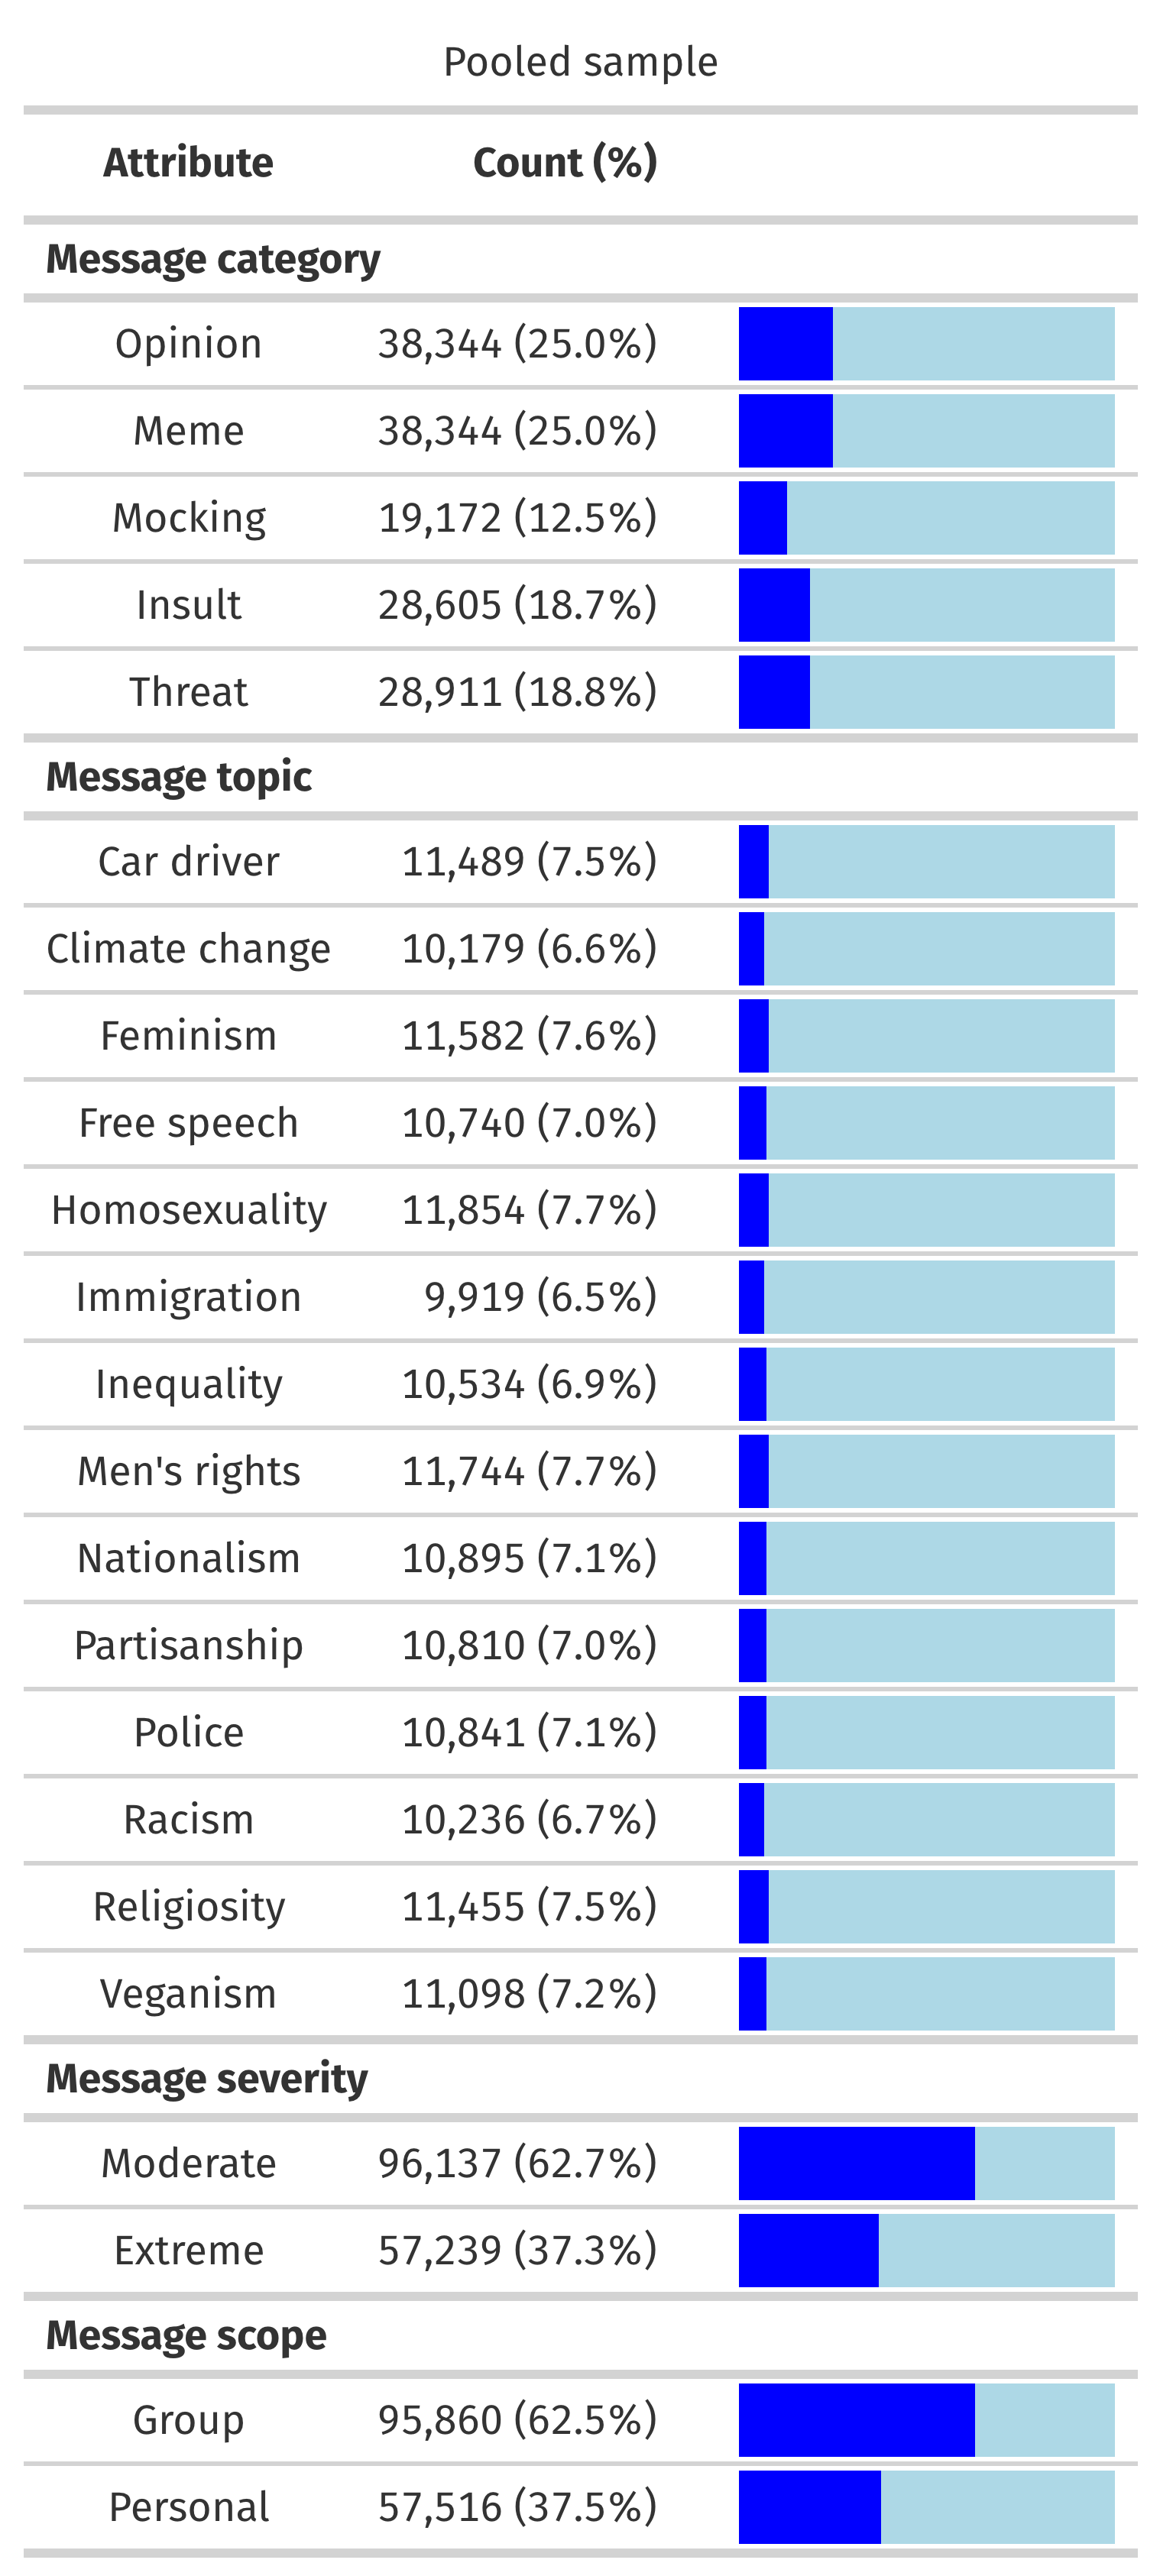 Pooled sample
Attribute Count (%)
Message category
Opinion 38,344 (25.0%)
Meme 38,344 (25.0%)
Mocking 19,172 (12.5%)
Insult 28,605 (18.7%)
Threat 28,911 (18.8%)
Message topic
Car driver 11,489 (7.5%)
Climate change 10,179 (6.6%)
Feminism 11,582 (7.6%)
Free speech 10,740 (7.0%)
Homosexuality 11,854 (7.7%)
Immigration 9,919 (6.5%)
Inequality 10,534 (6.9%)
Men's rights 11,744 (7.7%)
Nationalism 10,895 (7.1%)
Partisanship 10,810 (7.0%)
Police 10,841 (7.1%)
Racism 10,236 (6.7%)
Religiosity 11,455 (7.5%)
Veganism 11,098 (7.2%)
Message severity
Moderate 96,137 (62.7%)
Extreme 57,239 (37.3%)
Message scope
Group 95,860 (62.5%)
Personal 57,516 (37.5%)